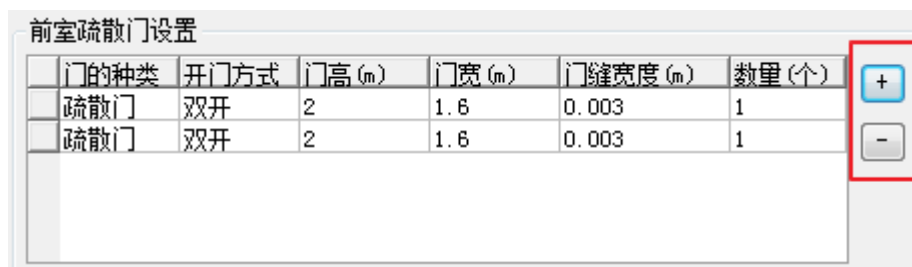 前室疏散门设置
门的种类 开门方式 门高(m) 门宽(m) 门缝宽度(m) 数量(个)
疏散门 双开 2 1.6 0.003 1
疏散门 双开 2 1.6 0.003 1
+
-